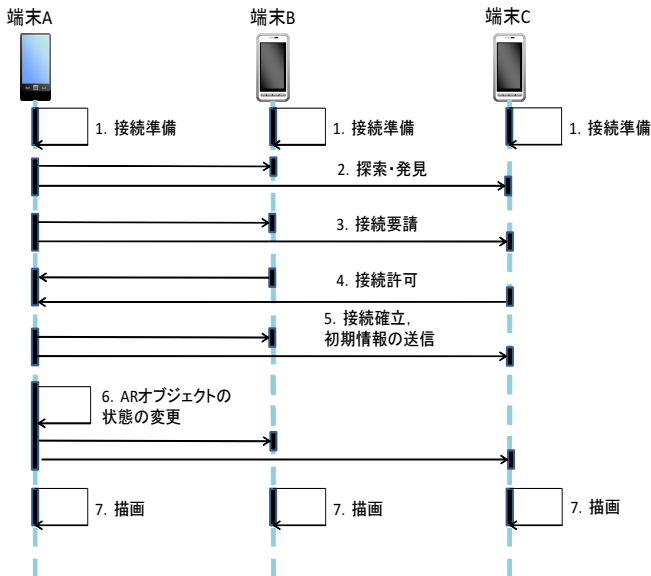 端末A
端末B
端末C
1. 接続準備
1. 接続準備
1. 接続準備
2. 探索・発見
3. 接続要請
4. 接続許可
5. 接続確立,
初期情報の送信
6. ARオブジェクトの
状態の変更
7. 描画
7. 描画
7. 描画